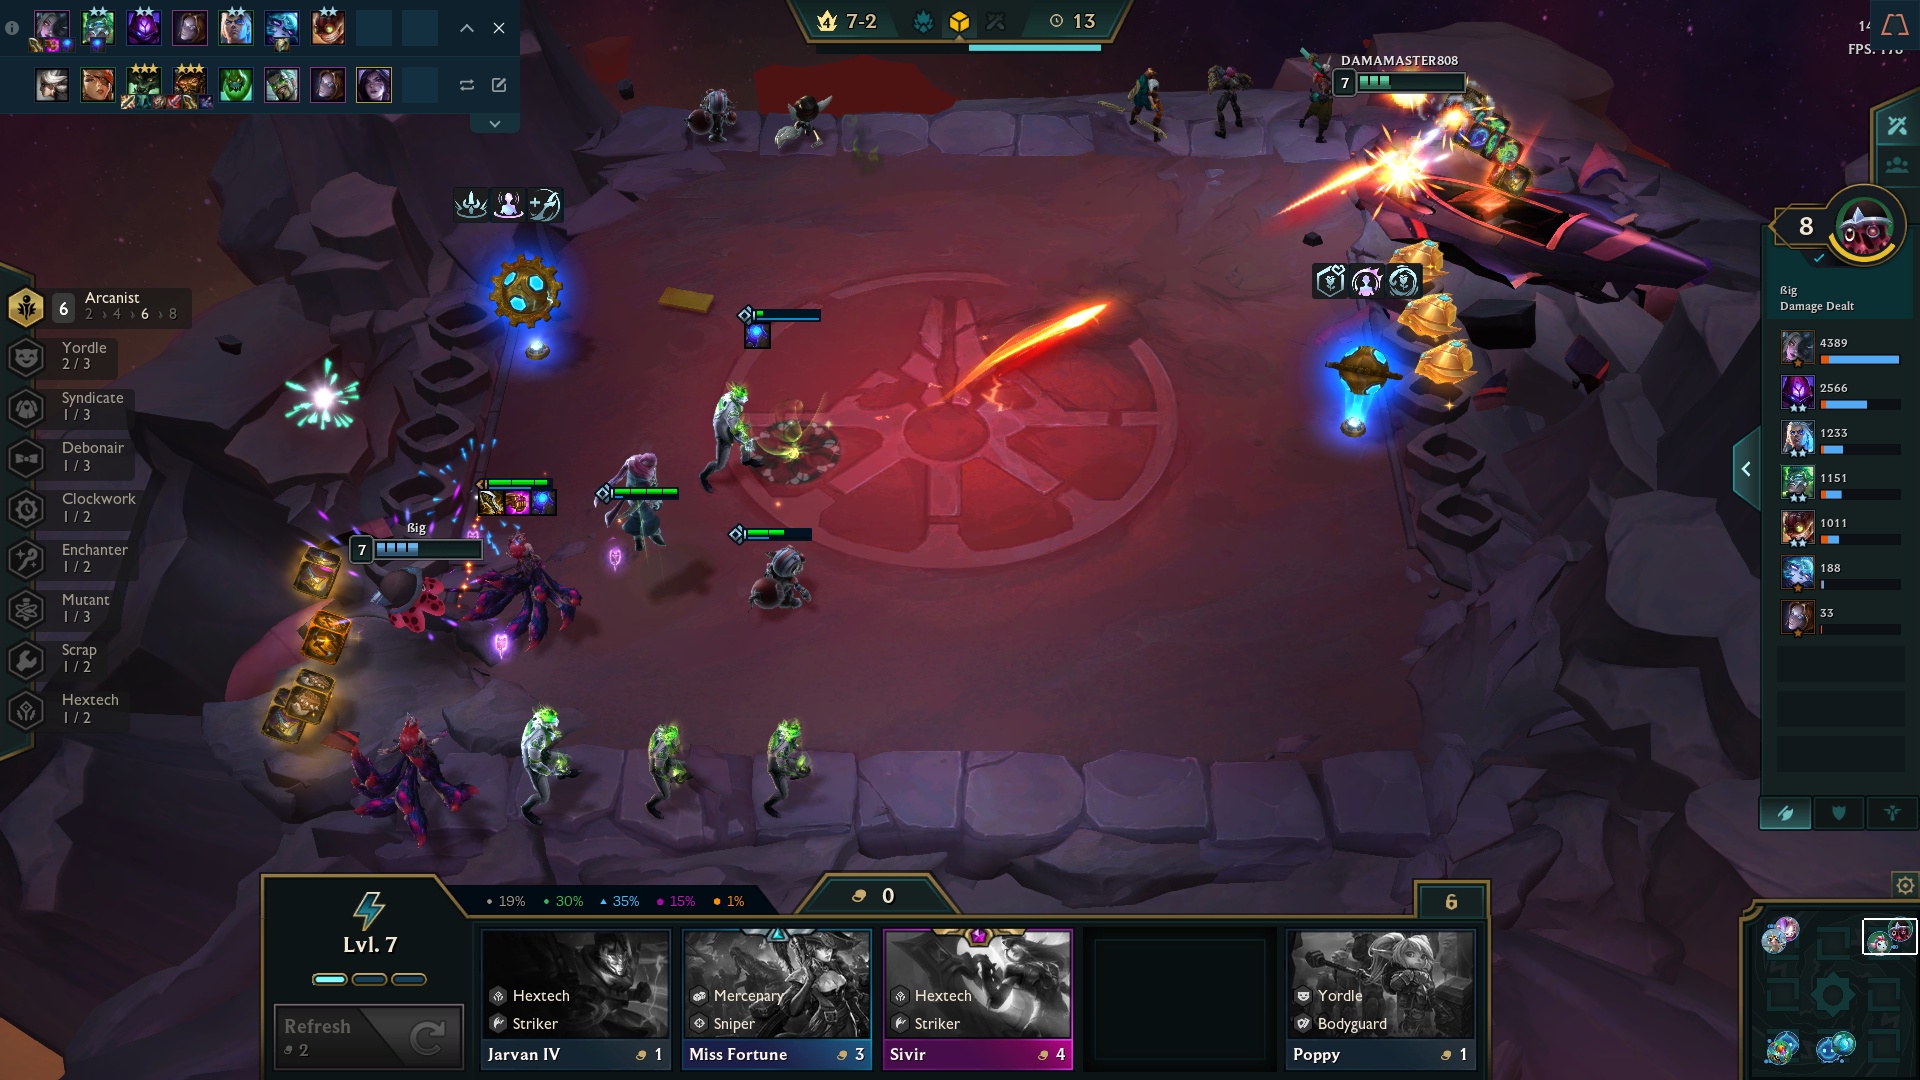 7-2
13
14
FPS: 178
DAMAMASTER808
7
8
ßig
Damage Dealt
4389
2566
1233
1151
1011
188
33
6
Arcanist
2 › 4 › 6 › 8
Yordle
2 / 3
Syndicate
1 / 3
Debonair
1 / 3
Clockwork
1 / 2
Enchanter
1 / 2
Mutant
1 / 3
Scrap
1 / 2
Hextech
1 / 2
ßig
7
19% 30% 35% 15% 1%
0
6
Lvl. 7
Refresh
2
Hextech
Striker
Jarvan IV 1
Mercenary
Sniper
Miss Fortune 3
Hextech
Striker
Sivir 4
Yordle
Bodyguard
Poppy 1